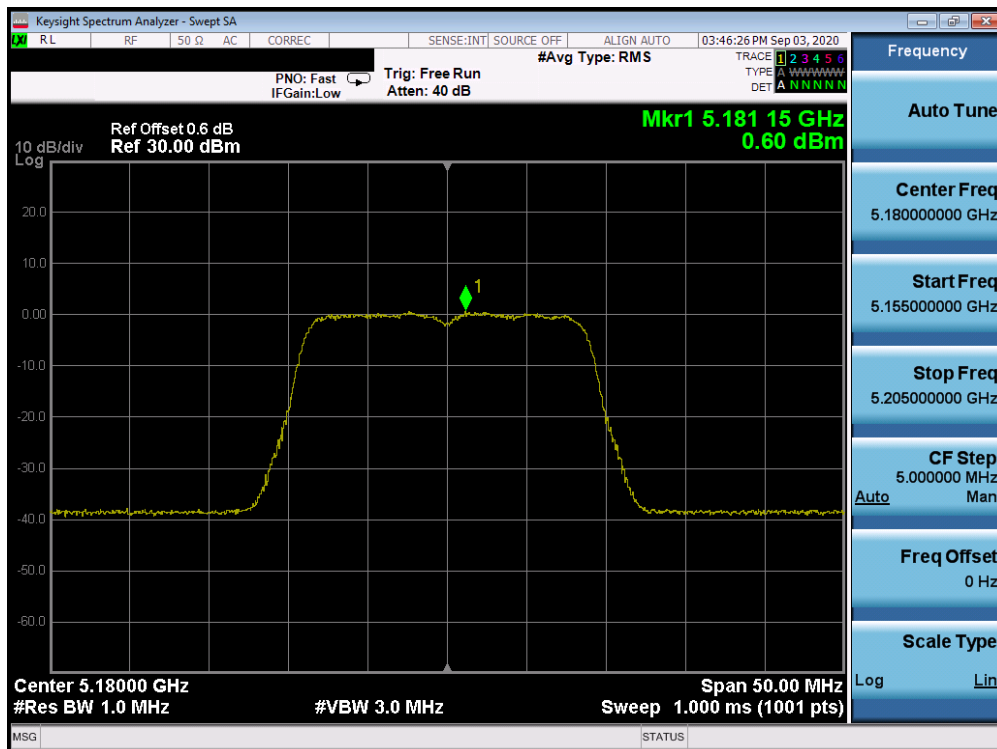 Keysight Spectrum Analyzer - Swept SA
LXI RL RF 50 Ω AC CORREC SENSE:INT SOURCE OFF ALIGN AUTO 03:46:26 PM Sep 03, 2020
#Avg Type: RMS
TRACE 1 2 3 4 5 6
PNO: Fast Trig: Free Run
TYPE A WWWWW
IFGain:Low Atten: 40 dB
DET A N N N N N
Mkr1 5.181 15 GHz
0.60 dBm
Ref Offset 0.6 dB
10 dB/div Ref 30.00 dBm
Log
20.0
10.0
0.00
-10.0
-20.0
-30.0
-40.0
-50.0
-60.0
1
Center 5.18000 GHz Span 50.00 MHz
#Res BW 1.0 MHz #VBW 3.0 MHz Sweep 1.000 ms (1001 pts)
MSG STATUS
Frequency
Auto Tune
Center Freq
5.180000000 GHz
Start Freq
5.155000000 GHz
Stop Freq
5.205000000 GHz
CF Step
5.000000 MHz
Auto Man
Freq Offset
0 Hz
Scale Type
Log Lin